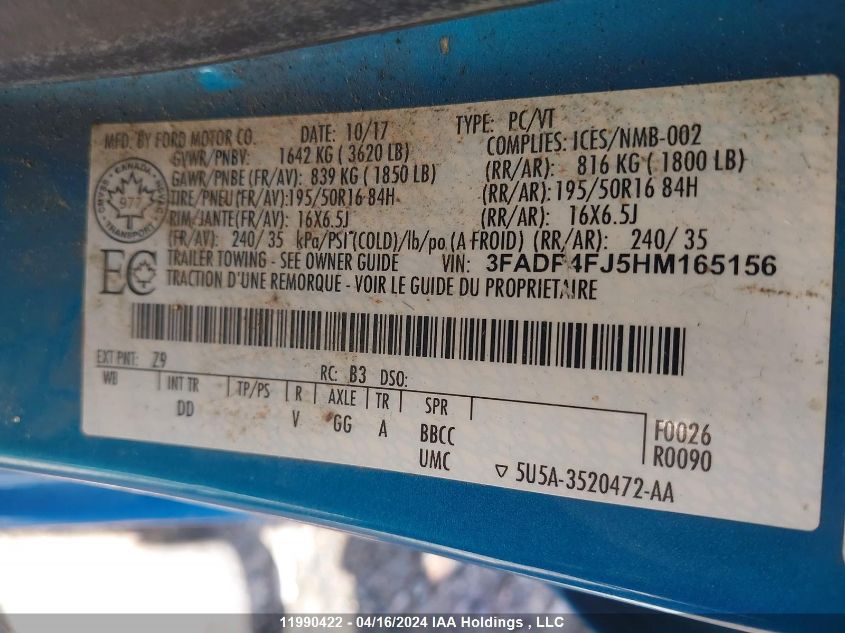 MFD. BY FORD MOTOR CO. DATE: 10/17 TYPE: PC/VT
GVWR/PNBV: 1642 KG ( 3620 LB) COMPLIES: ICES/NMB-002
GAWR/PNBE (FR/AV): 839 KG ( 1850 LB) (RR/AR): 816 KG ( 1800 LB)
TIRE/PNEU (FR/AV):195/50R16 84H (RR/AR):195/50R16 84H
RIM/JANTE(FR/AV): 16X6.5J (RR/AR): 16X6.5J
(FR/AV): 240/ 35 kPa/PSI (COLD)/lb/po (A FROID) (RR/AR): 240/ 35
TRAILER TOWING - SEE OWNER GUIDE VIN: 3FADP4FJ5HM165156
TRACTION D'UNE REMORQUE - VOIR LE GUIDE DU PROPRIETAIRE
CANADA
977
TRANSPORT
EC
EXT PNT: Z9 RC: B3 DSO:
WB INT TR TP/PS R AXLE TR SPR
DD V GG A BBCC
UMC
F0026
R0090
5U5A-3520472-AA
11990422 - 04/16/2024 IAA Holdings , LLC